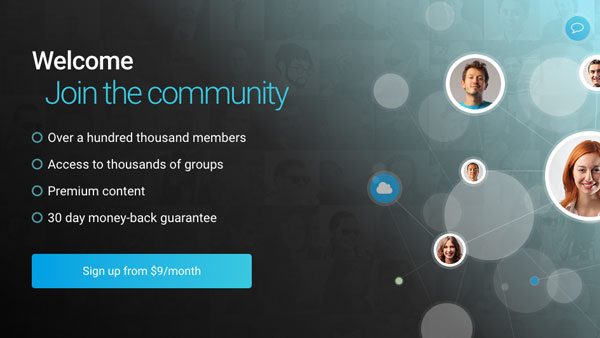 Welcome
Join the community
Over a hundred thousand members
Access to thousands of groups
Premium content
30 day money-back guarantee
Sign up from $9/month